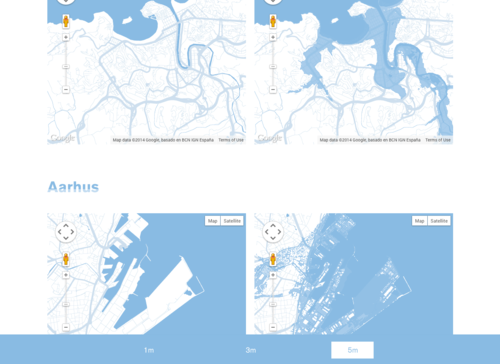 Google
Map data ©2014 Google, basado en BCN IGN España
Terms of Use
Google
Map data ©2014 Google, basado en BCN IGN España
Terms of Use
Aarhus
Map
Satellite
Map
Satellite
1m
3m
5m